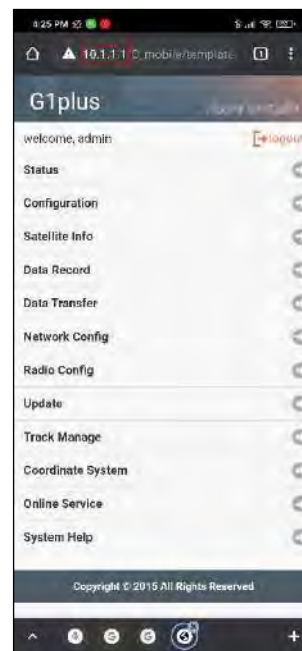 4:25 PM
10.1.1.1
G1plus
welcome, admin
logout
Status
Configuration
Satellite Info
Data Record
Data Transfer
Network Config
Radio Config
Update
Track Manage
Coordinate System
Online Service
System Help
Copyright © 2015 All Rights Reserved